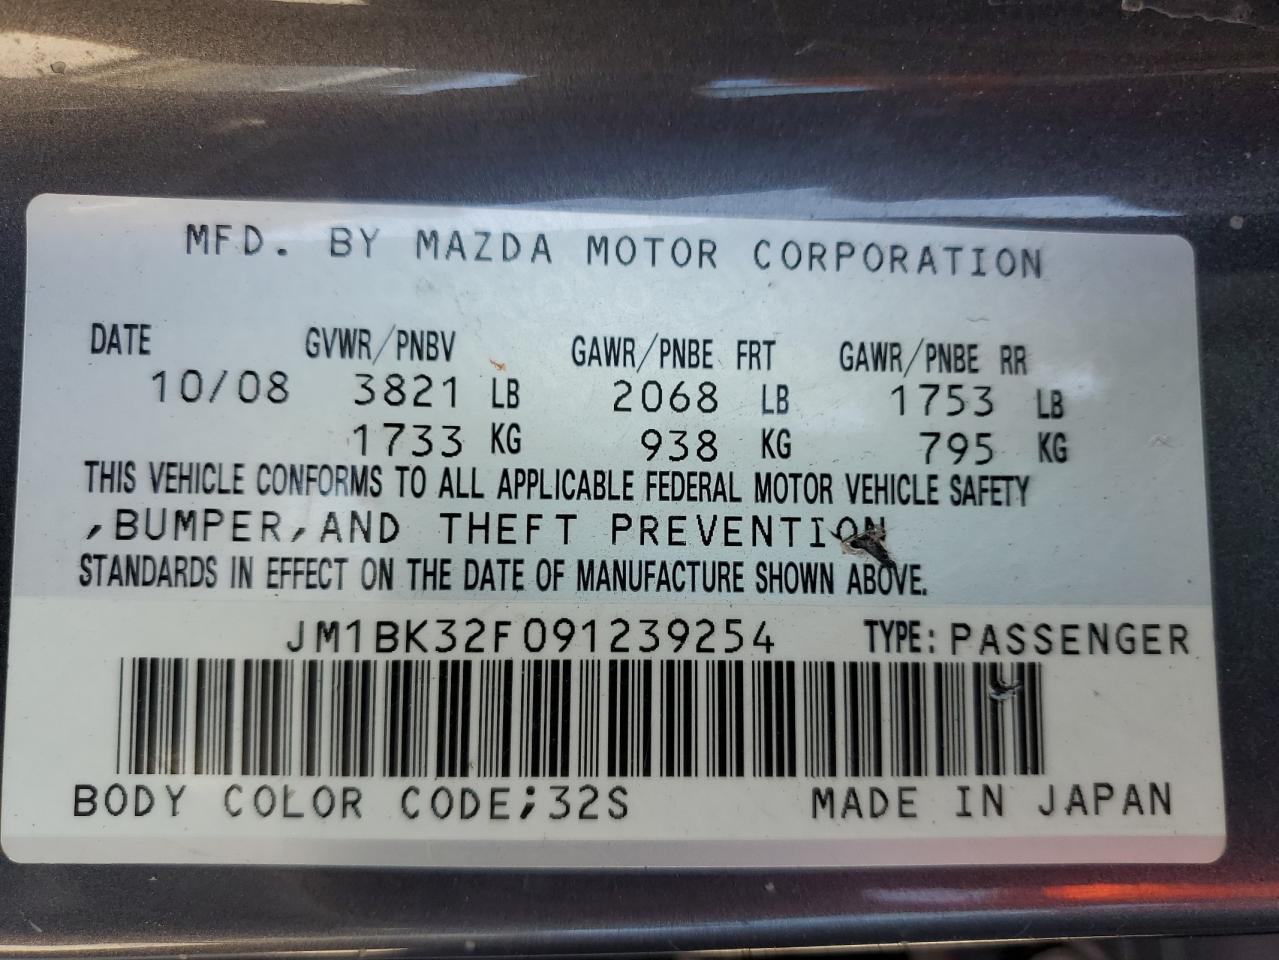 MFD. BY MAZDA MOTOR CORPORATION
DATE GVWR/PNBV GAWR/PNBE FRT GAWR/PNBE RR
10/08 3821 LB 2068 LB 1753 LB
1733 KG 938 KG 795 KG
THIS VEHICLE CONFORMS TO ALL APPLICABLE FEDERAL MOTOR VEHICLE SAFETY
,BUMPER,AND THEFT PREVENTION
STANDARDS IN EFFECT ON THE DATE OF MANUFACTURE SHOWN ABOVE.
JM1BK32F091239254 TYPE: PASSENGER
BODY COLOR CODE;32S MADE IN JAPAN